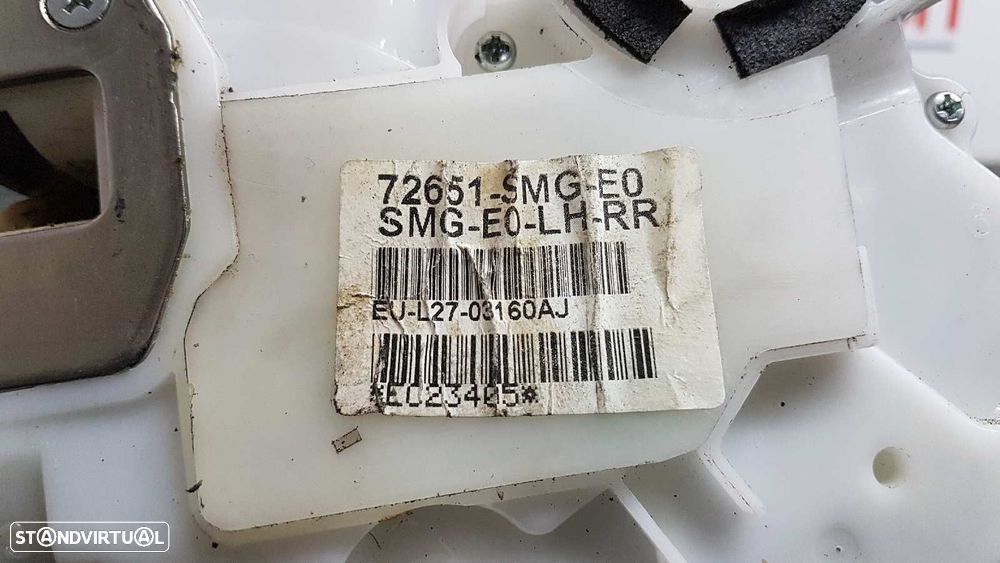 72651-SMG-E0
SMG-E0-LH-RR
EU-L27-03160AJ
*EC23405*
STANDVIRTUAL